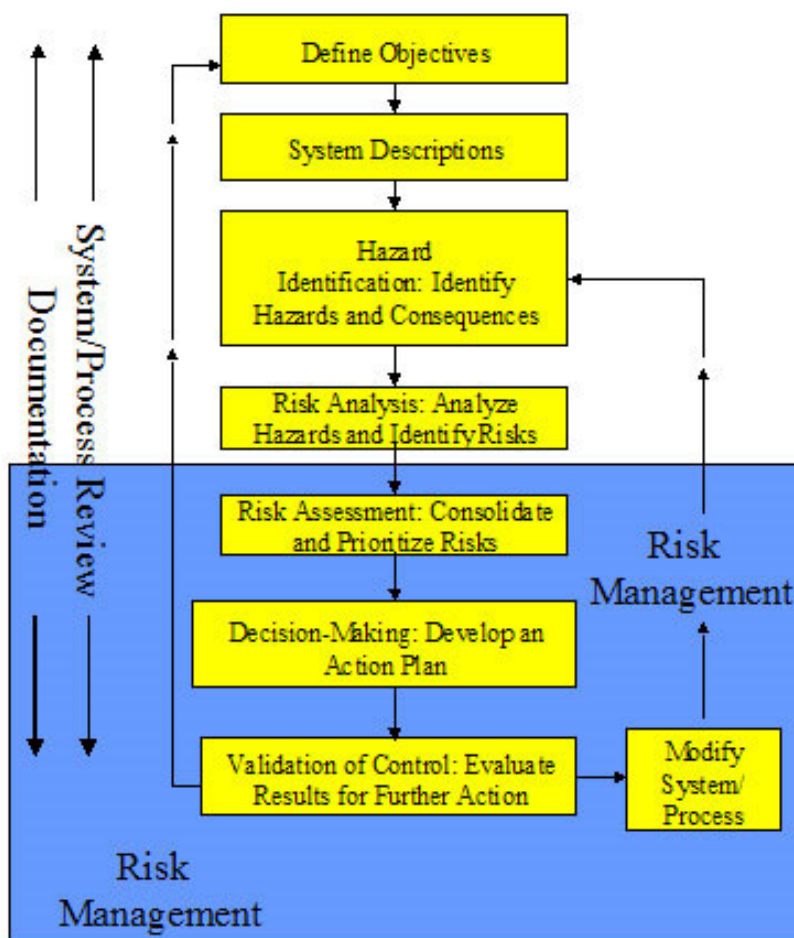 Define Objectives
System Descriptions
Hazard
Identification: Identify
Hazards and Consequences
Risk Analysis: Analyze
Hazards and Identify Risks
Risk Assessment: Consolidate
and Prioritize Risks
Decision-Making: Develop an
Action Plan
Validation of Control: Evaluate
Results for Further Action
Modify
System/
Process
Risk
Management
Risk
Management
System/Process Review
Documentation